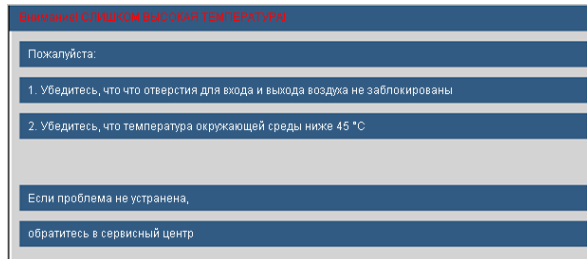 Внимание! СЛИШКОМ ВЫСОКАЯ ТЕМПЕРАТУРА!
Пожалуйста:
1. Убедитесь, что что отверстия для входа и выхода воздуха не заблокированы
2. Убедитесь, что температура окружающей среды ниже 45 °C
Если проблема не устранена,
обратитесь в сервисный центр